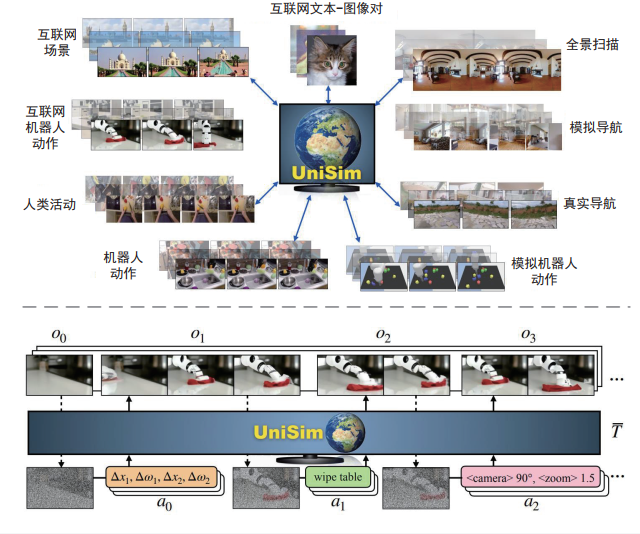 互联网文本-图像对
互联网
场景
全景扫描
互联网
机器人
动作
模拟导航
UniSim
人类活动
真实导航
机器人
动作
模拟机器人
动作
o₀
o₁
o₂
o₃
...
UniSim
T̅
Δx₁, Δω₁, Δx₂, Δω₂
wipe table
<camera> 90°, <zoom> 1.5
...
a₀
a₁
a₂